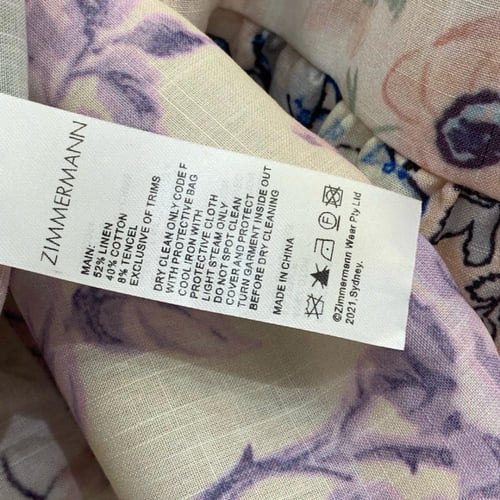 ZIMMERMANN
MAIN:
52% LINEN
40% COTTON
8% TENCEL
EXCLUSIVE OF TRIMS
DRY CLEAN ONLY CODE F
WITH PROTECTIVE BAG
COOL IRON WITH
PROTECTIVE CLOTH
LIGHT STEAM ONLY
DO NOT SPOT CLEAN
COVER AND PROTECT
TURN GARMENT INSIDE OUT
BEFORE DRY CLEANING
MADE IN CHINA
©Zimmermann Wear Pty Ltd
2021, Sydney.